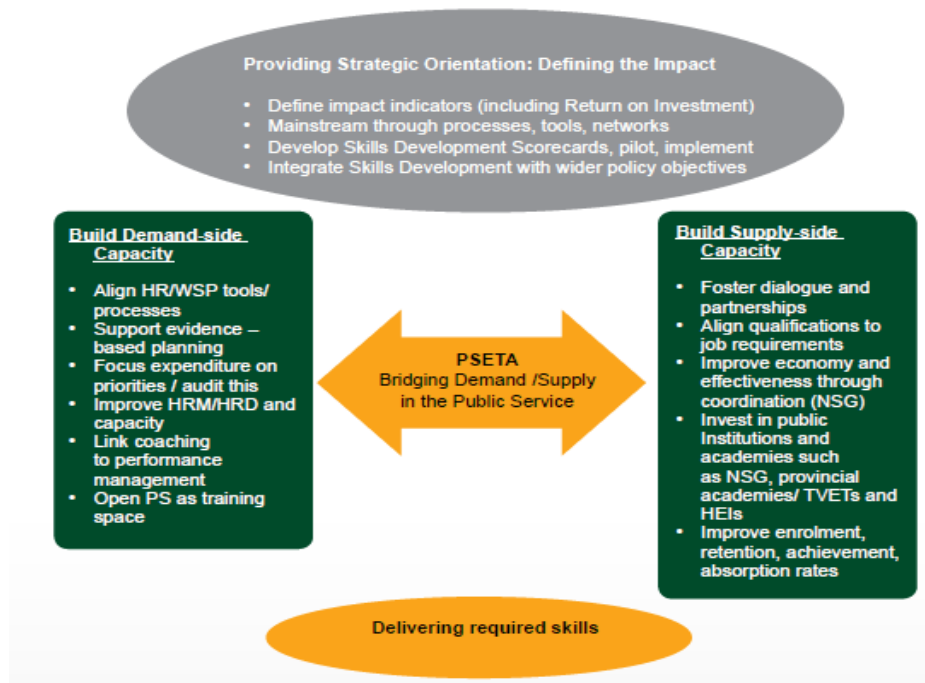 Providing Strategic Orientation: Defining the Impact
• Define impact indicators (including Return on Investment)
• Mainstream through processes, tools, networks
• Develop Skills Development Scorecards, pilot, implement
• Integrate Skills Development with wider policy objectives
Build Demand-side
Capacity
• Align HR/WSP tools/
processes
• Support evidence –
based planning
• Focus expenditure on
priorities / audit this
• Improve HRM/HRD and
capacity
• Link coaching
to performance
management
• Open PS as training
space
PSETA
Bridging Demand /Supply
in the Public Service
Build Supply-side
Capacity
• Foster dialogue and
partnerships
• Align qualifications to
job requirements
• Improve economy and
effectiveness through
coordination (NSG)
• Invest in public
Institutions and
academies such
as NSG, provincial
academies/ TVETs and
HEIs
• Improve enrolment,
retention, achievement,
absorption rates
Delivering required skills